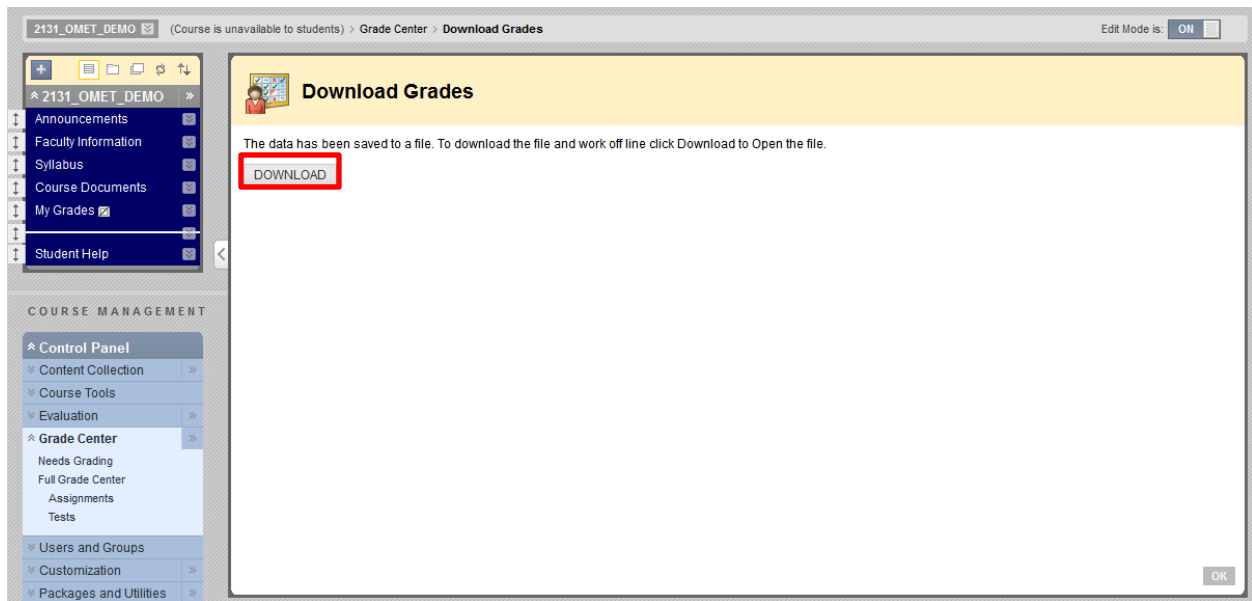 2131_OMET_DEMO (Course is unavailable to students) > Grade Center > Download Grades Edit Mode is: ON
2131_OMET_DEMO
Announcements
Faculty Information
Syllabus
Course Documents
My Grades
Student Help
COURSE MANAGEMENT
Control Panel
Content Collection
Course Tools
Evaluation
Grade Center
Needs Grading
Full Grade Center
Assignments
Tests
Users and Groups
Customization
Packages and Utilities
Download Grades
The data has been saved to a file. To download the file and work off line click Download to Open the file.
DOWNLOAD
OK